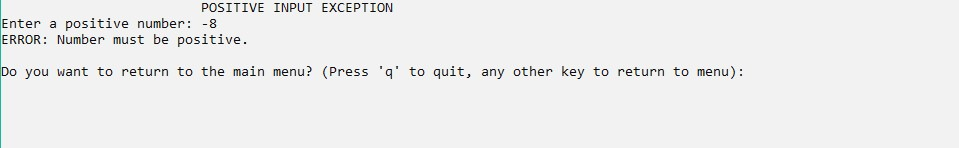 POSITIVE INPUT EXCEPTION
Enter a positive number: -8
ERROR: Number must be positive.
Do you want to return to the main menu? (Press 'q' to quit, any other key to return to menu):